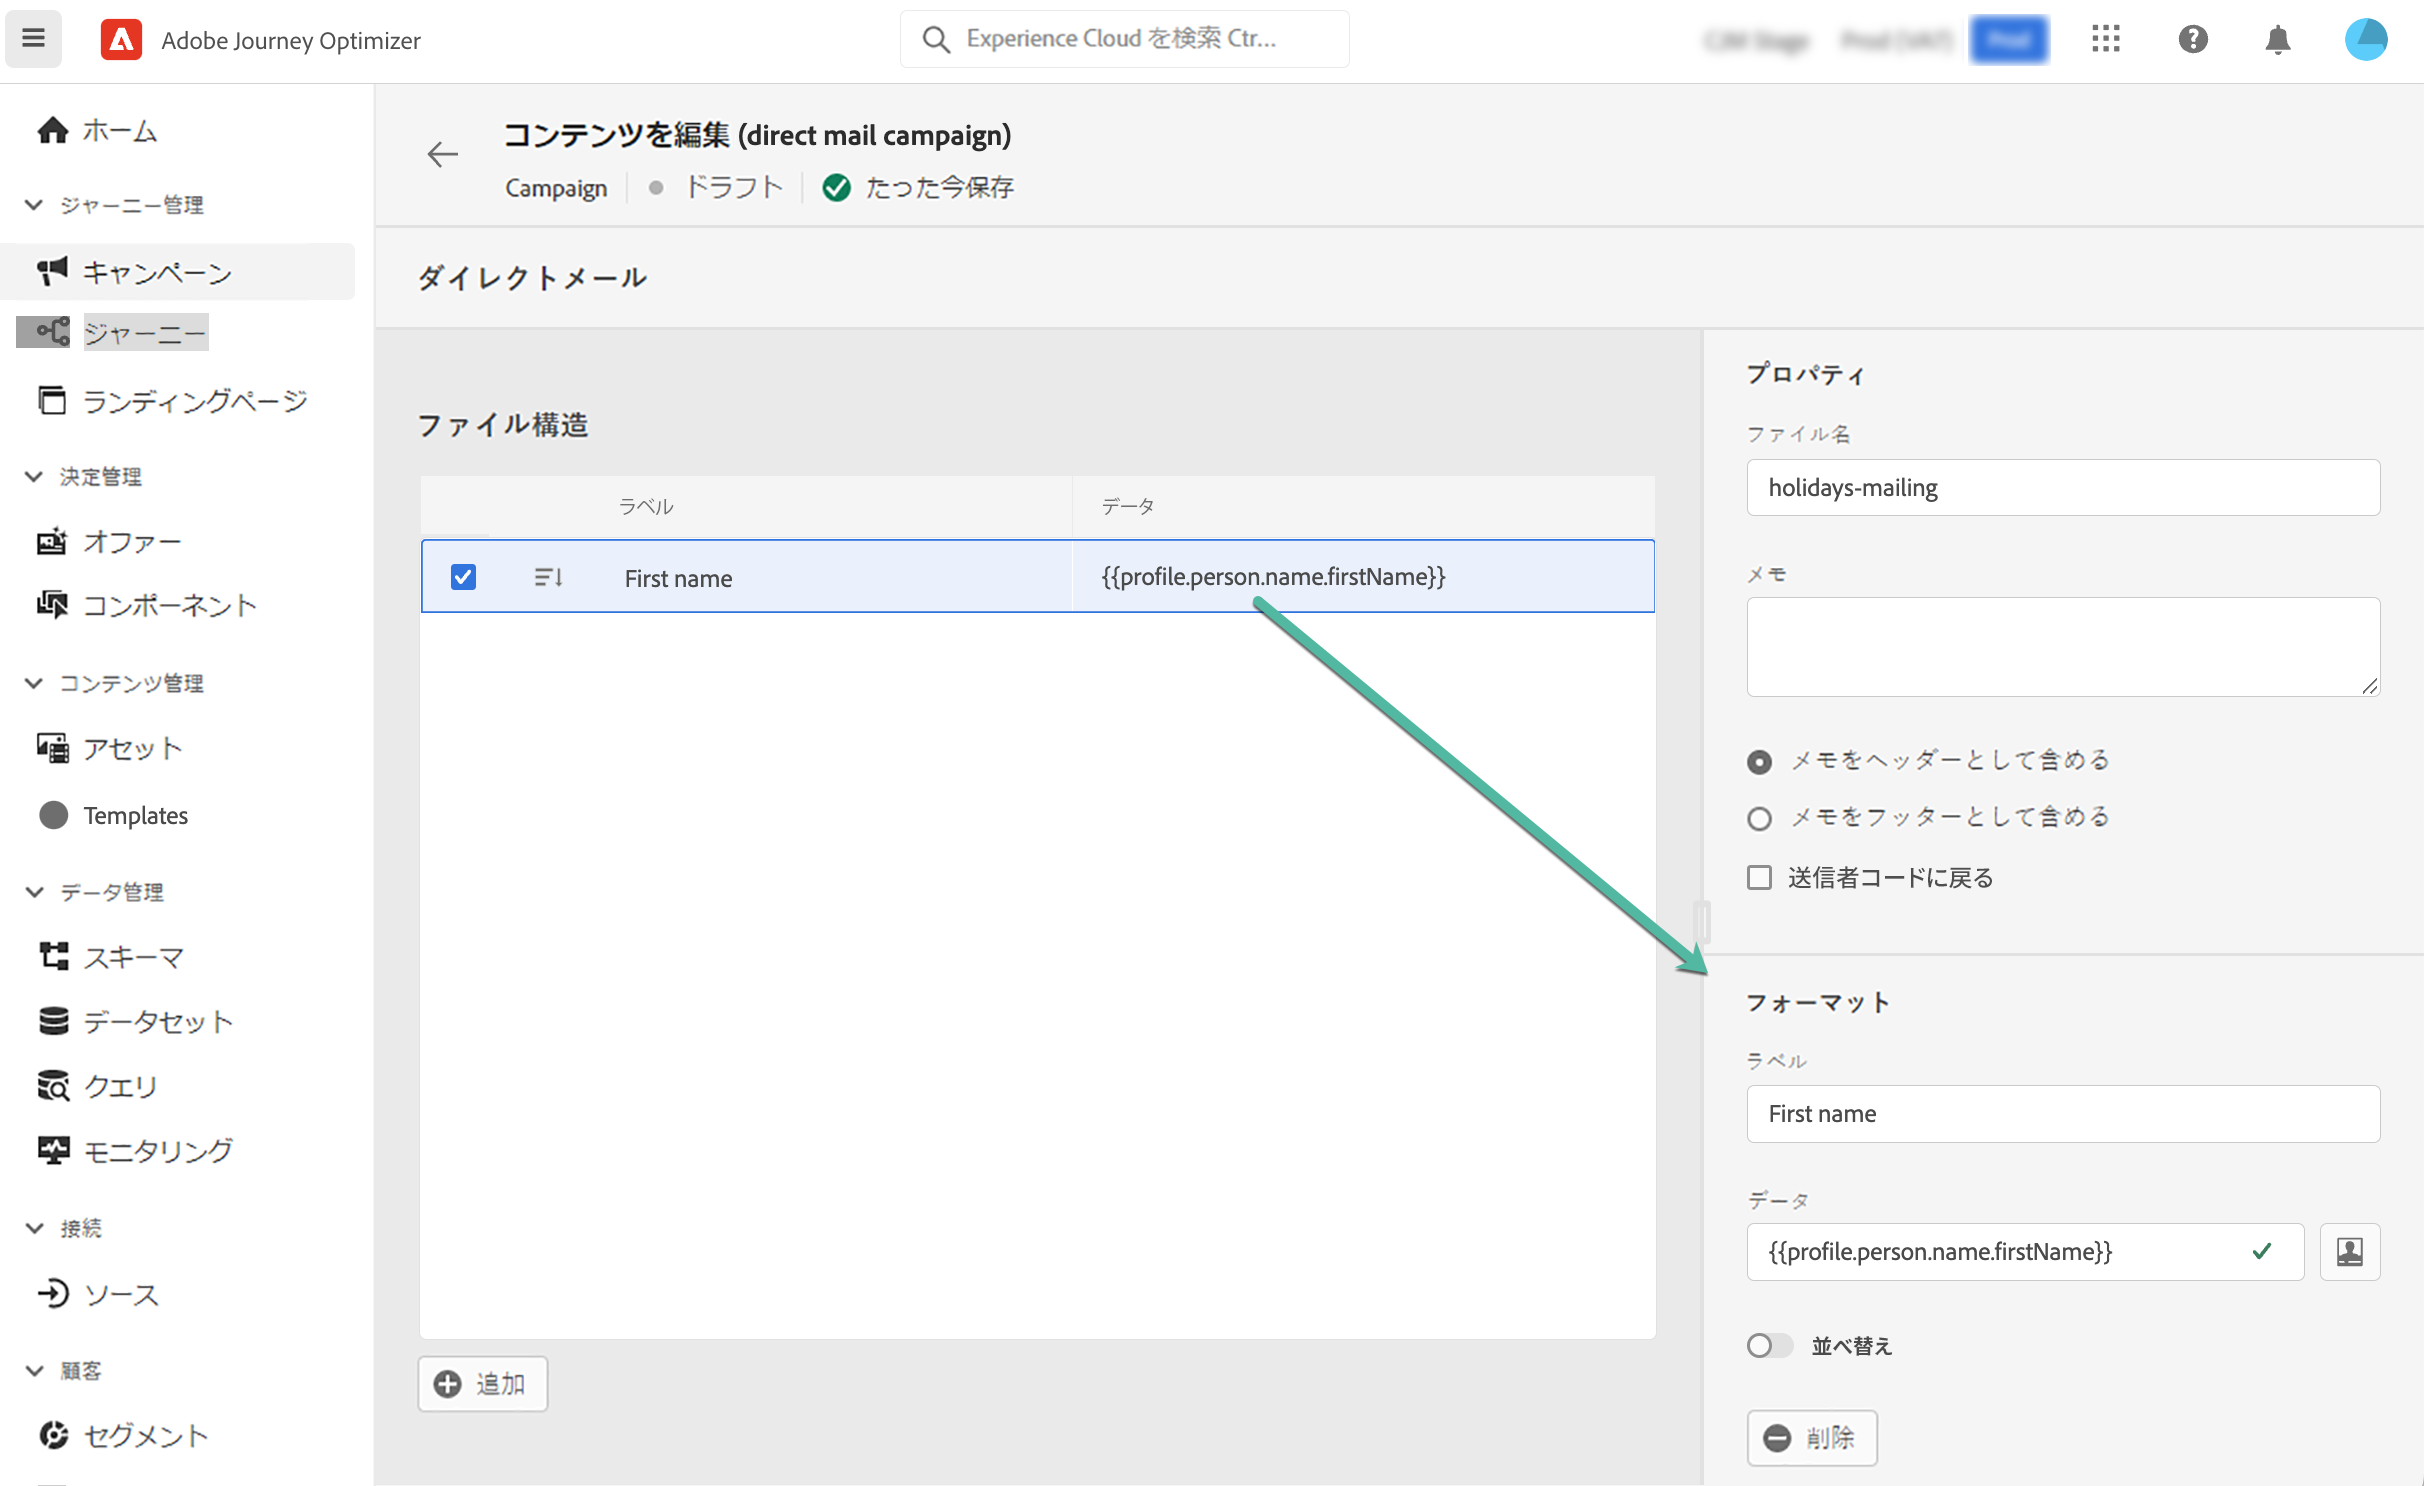 Adobe Journey Optimizer
Experience Cloud を検索 Ctr...
ホーム
ジャーニー管理
キャンペーン
ジャーニー
ランディングページ
決定管理
オファー
コンポーネント
コンテンツ管理
アセット
Templates
データ管理
スキーマ
データセット
クエリ
モニタリング
接続
ソース
顧客
セグメント
コンテンツを編集 (direct mail campaign)
Campaign ドラフト たった今保存
ダイレクトメール
ファイル構造
ラベル データ
First name {{profile.person.name.firstName}}
追加
プロパティ
ファイル名
holidays-mailing
メモ
メモをヘッダーとして含める
メモをフッターとして含める
送信者コードに戻る
フォーマット
ラベル
First name
データ
{{profile.person.name.firstName}}
並べ替え
削除